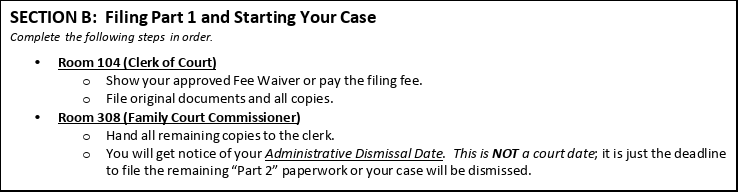 SECTION B:  Filing Part 1 and Starting Your Case
Complete the following steps in order.
• Room 104 (Clerk of Court)
o Show your approved Fee Waiver or pay the filing fee.
o File original documents and all copies.
• Room 308 (Family Court Commissioner)
o Hand all remaining copies to the clerk.
o You will get notice of your Administrative Dismissal Date.  This is NOT a court date; it is just the deadline
to file the remaining “Part 2” paperwork or your case will be dismissed.